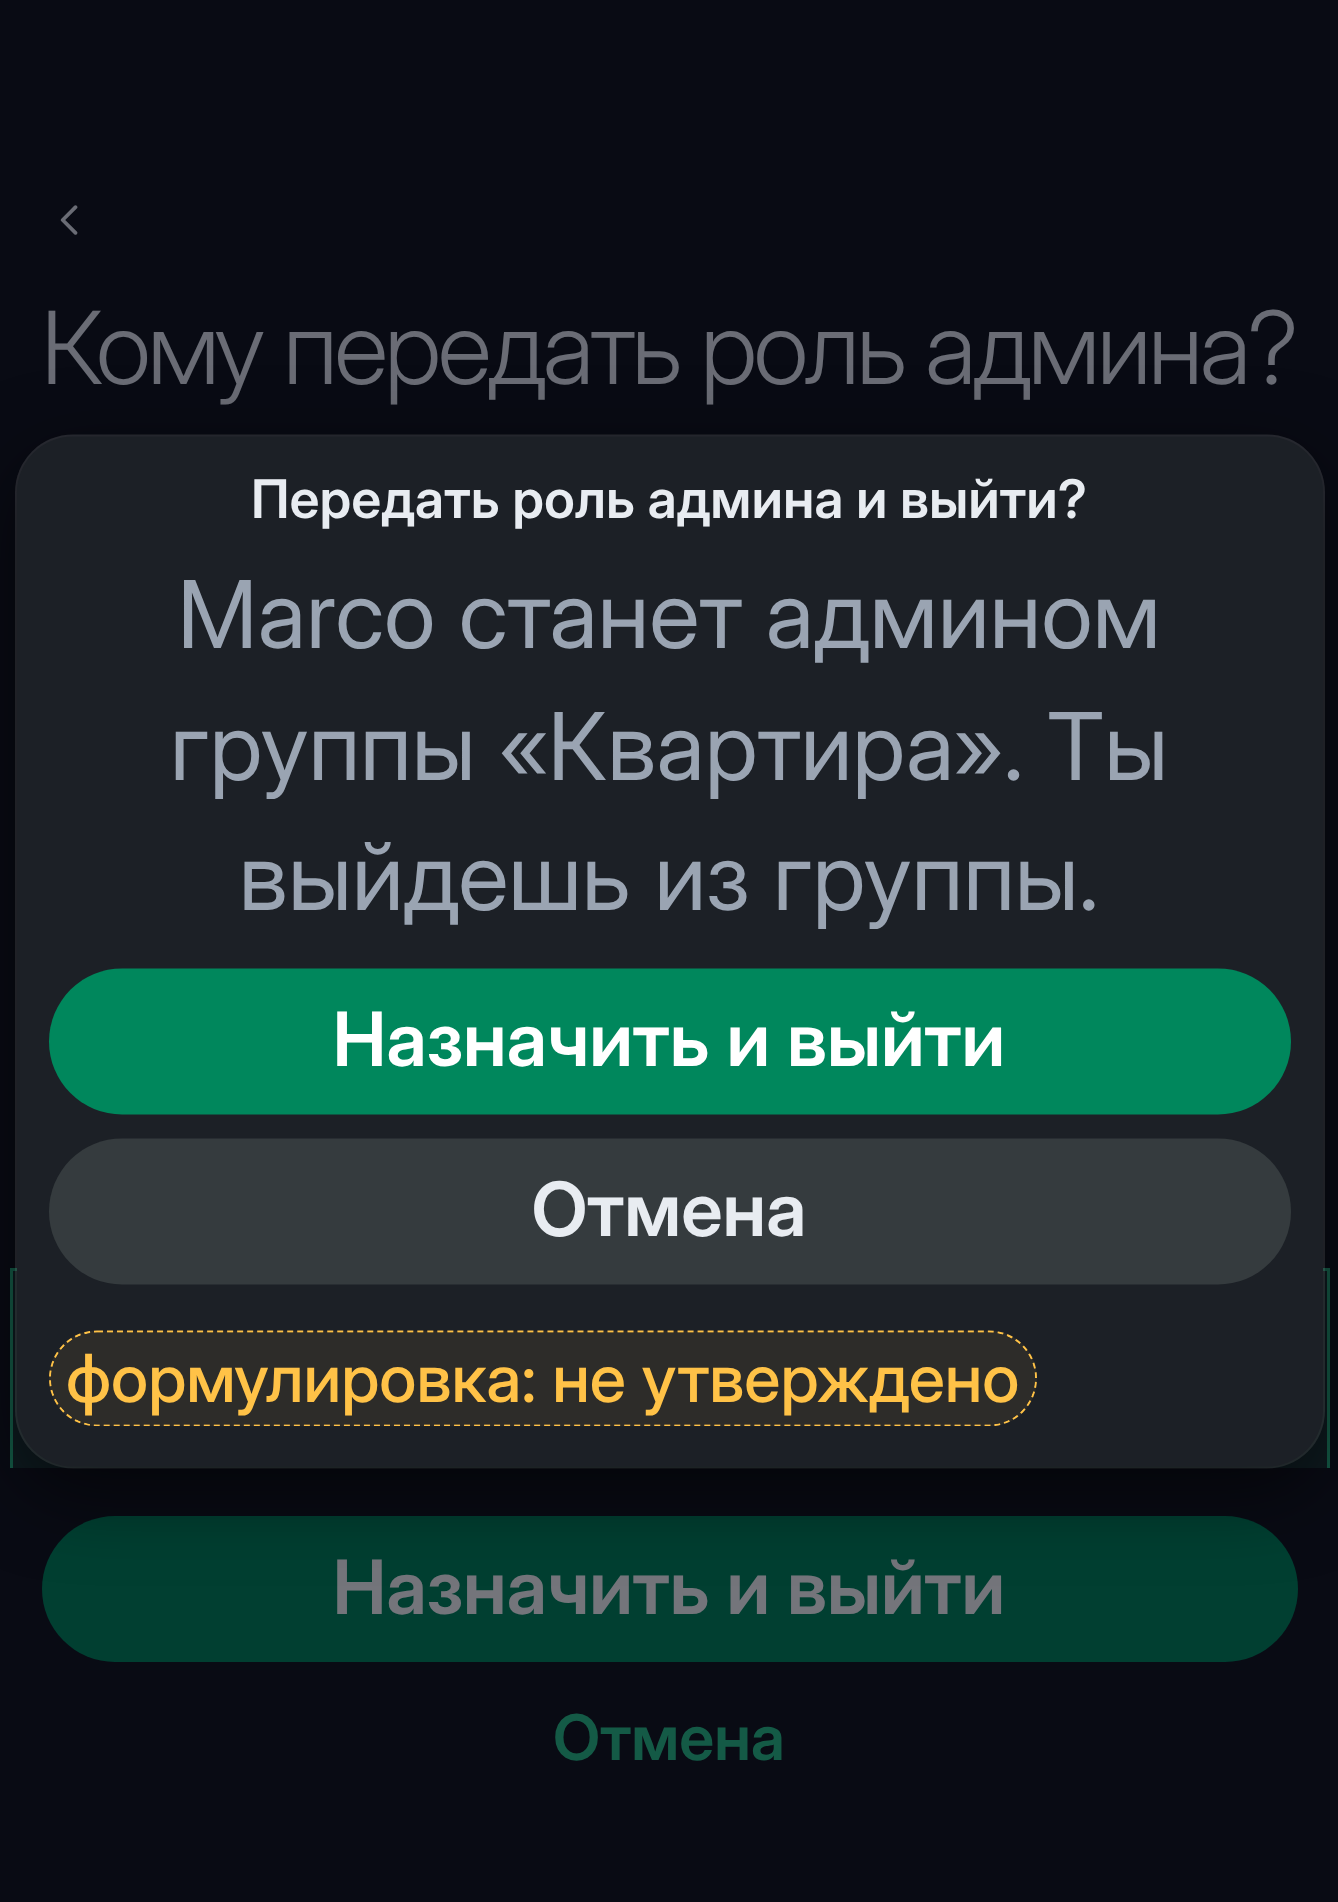 Кому передать роль админа?
Передать роль админа и выйти?
Marco станет админом
группы «Квартира». Ты
выйдешь из группы.
Назначить и выйти
Отмена
формулировка: не утверждено
Назначить и выйти
Отмена